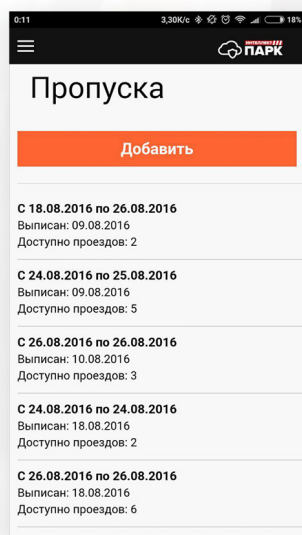 0:11 3,30К/с 18%
ИНТЕЛЛЕКТ
ПАРК
Пропуска
Добавить
С 18.08.2016 по 26.08.2016
Выписан: 09.08.2016
Доступно проездов: 2
С 24.08.2016 по 25.08.2016
Выписан: 09.08.2016
Доступно проездов: 5
С 26.08.2016 по 26.08.2016
Выписан: 10.08.2016
Доступно проездов: 3
С 24.08.2016 по 24.08.2016
Выписан: 18.08.2016
Доступно проездов: 2
С 26.08.2016 по 26.08.2016
Выписан: 18.08.2016
Доступно проездов: 6